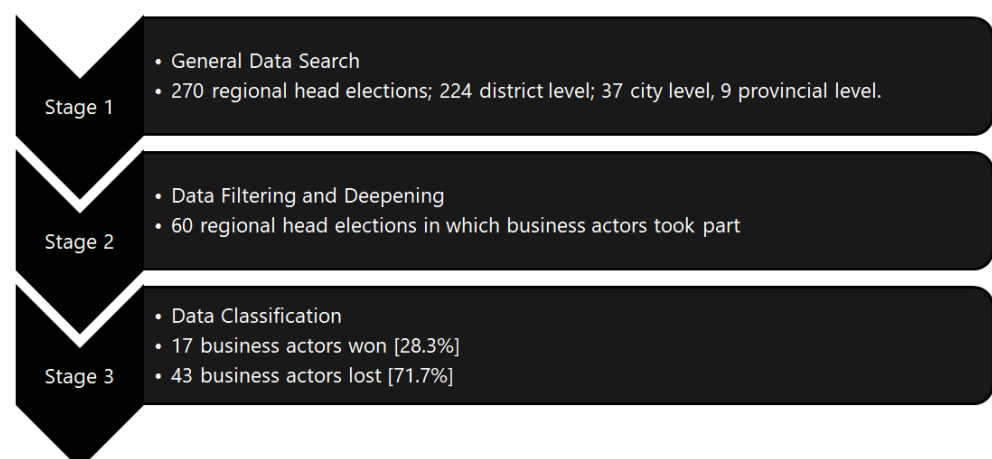 Stage 1
• General Data Search
• 270 regional head elections; 224 district level; 37 city level, 9 provincial level.
Stage 2
• Data Filtering and Deepening
• 60 regional head elections in which business actors took part
Stage 3
• Data Classification
• 17 business actors won [28.3%]
• 43 business actors lost [71.7%]